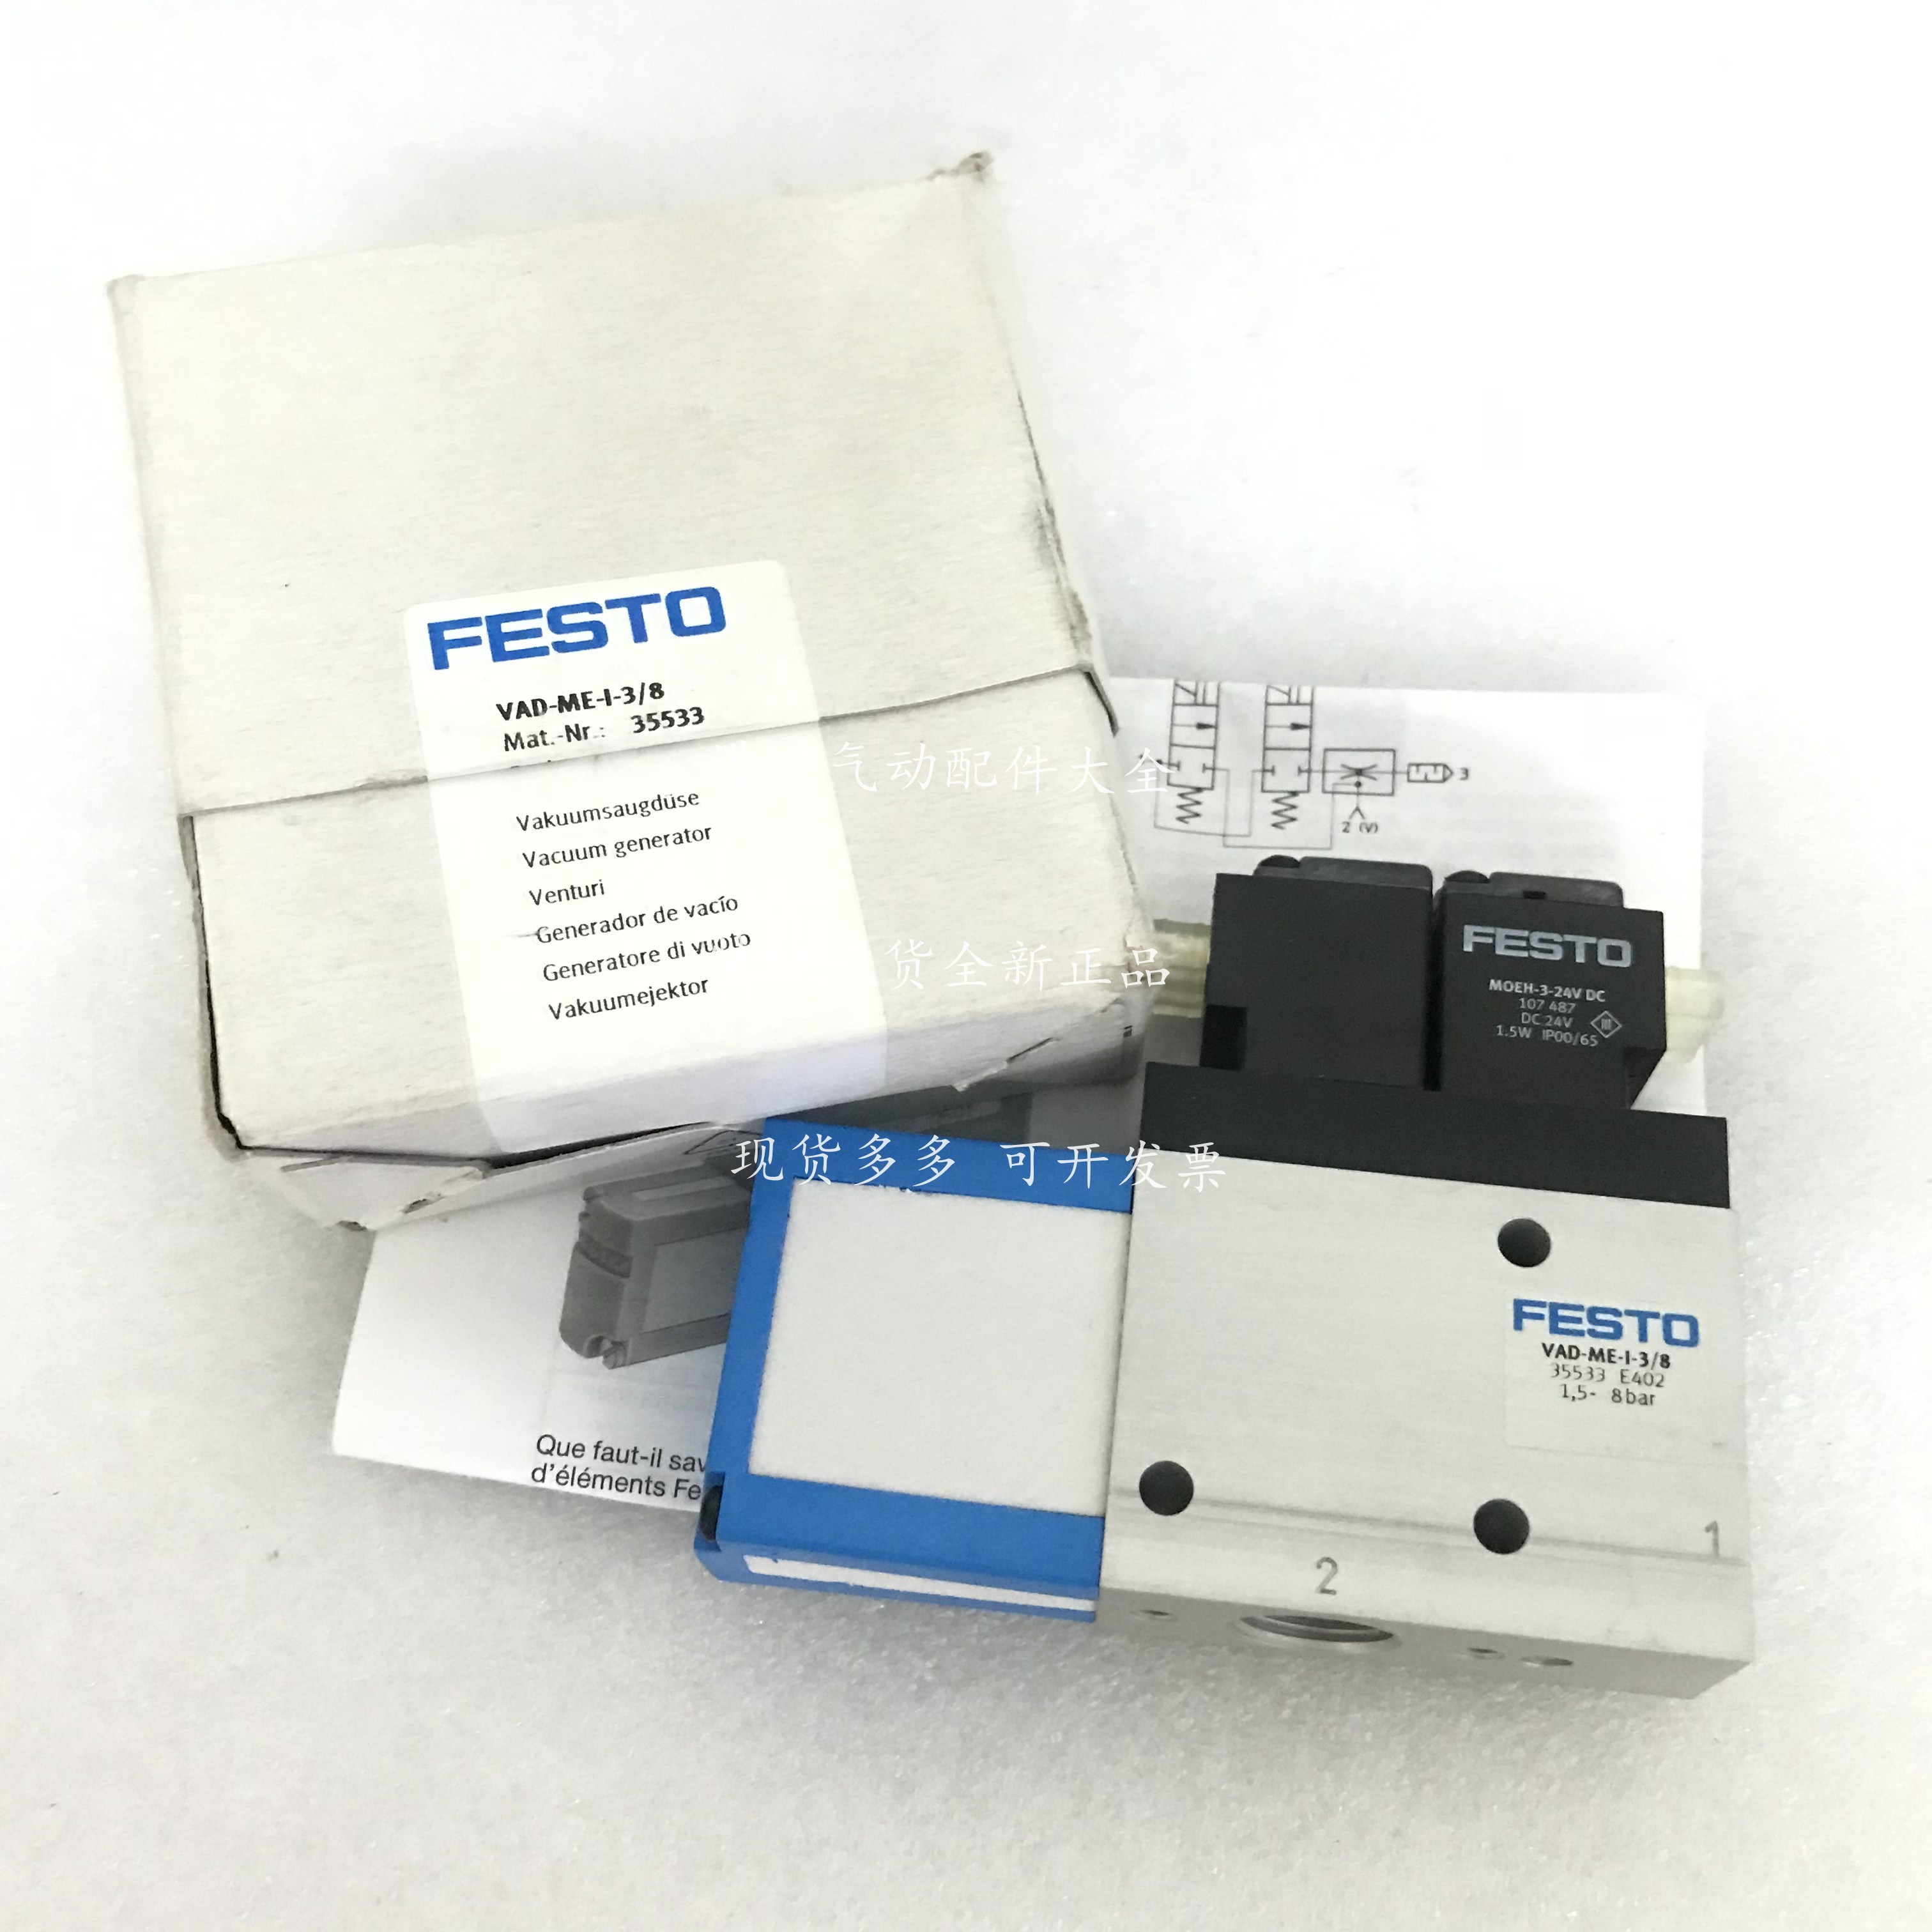 FESTO
VAD-ME-I-3/8
Mat.-Nr.: 35533
Vakuumsaugdüse
Vacuum generator
Venturi
Generador de vacío
Generatore di vuoto
Vakuumejektor
气动配件大全
货全新正品
现货多多 可开发票
3
2 (V)
FESTO
MOEH-3-24V DC
107 487
DC 24V
1.5W IP00/65
FESTO
VAD-ME-I-3/8
35533 E402
1,5- 8bar
1
2
Que faut-il
d'éléments